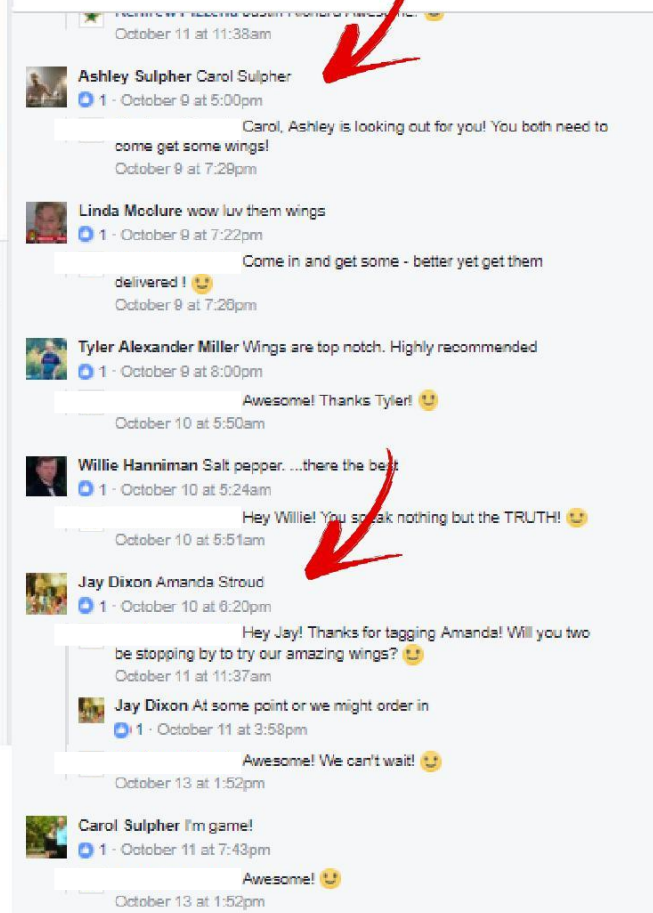 October 11 at 11:38am
Ashley Sulpher Carol Sulpher
1 · October 9 at 5:00pm
Carol, Ashley is looking out for you! You both need to
come get some wings!
October 9 at 7:29pm
Linda Mcclure wow luv them wings
1 · October 9 at 7:22pm
Come in and get some - better yet get them
delivered !
October 9 at 7:26pm
Tyler Alexander Miller Wings are top notch. Highly recommended
1 · October 9 at 8:00pm
Awesome! Thanks Tyler!
October 10 at 5:50am
Willie Hanniman Salt pepper. ...there the best
1 · October 10 at 5:24am
Hey Willie! You speak nothing but the TRUTH!
October 10 at 5:51am
Jay Dixon Amanda Stroud
1 · October 10 at 6:20pm
Hey Jay! Thanks for tagging Amanda! Will you two
be stopping by to try our amazing wings?
October 11 at 11:37am
Jay Dixon At some point or we might order in
1 · October 11 at 3:58pm
Awesome! We can't wait!
October 13 at 1:52pm
Carol Sulpher I'm game!
1 · October 11 at 7:43pm
Awesome!
October 13 at 1:52pm